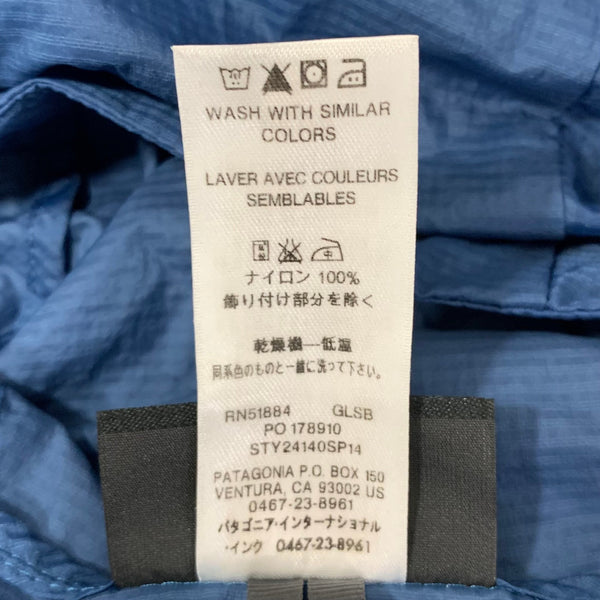 WASH WITH SIMILAR
COLORS
LAVER AVEC COULEURS
SEMBLABLES
ナイロン 100%
飾り付け部分を除く
乾燥機—低温
同系色のものと一緒に洗って下さい。
RN51884 GLSB
PO 178910
STY24140SP14
PATAGONIA P.O. BOX 150
VENTURA, CA 93002 US
0467-23-8961
パタゴニア・インターナショナル
・インク 0467-23-8961